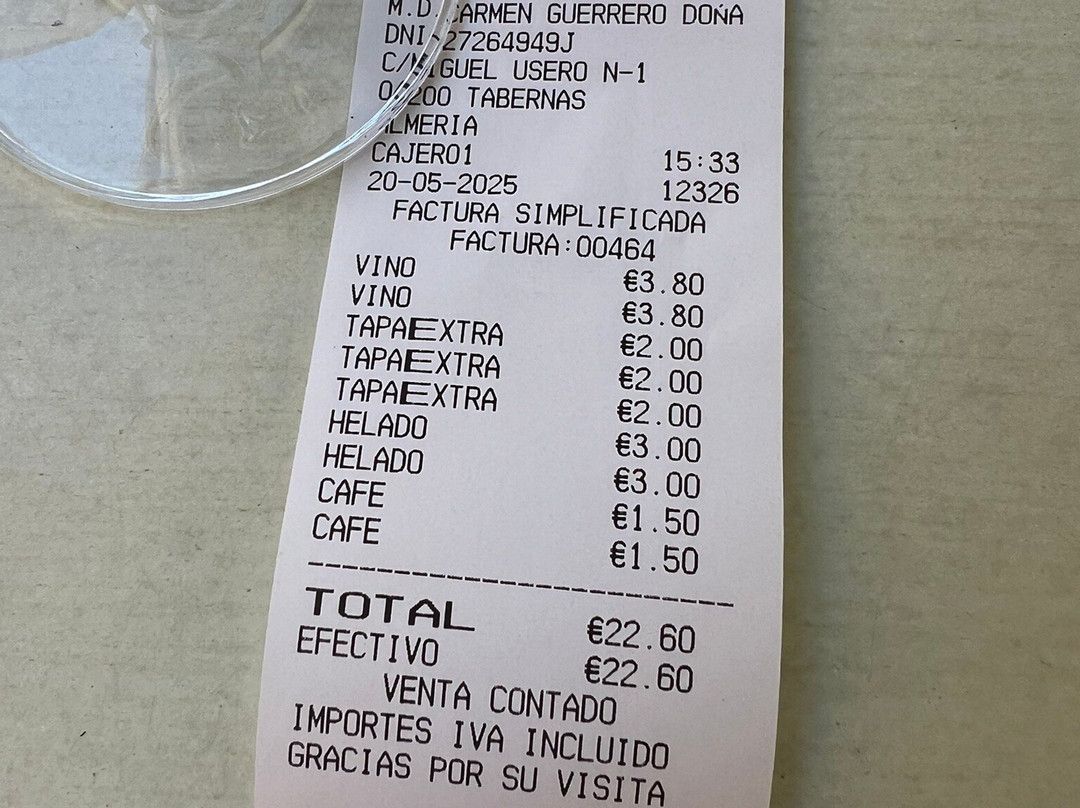 M.D. CARMEN GUERRERO DOÑA
DNI 27264949J
C/MIGUEL USERO N-1
TABERNAS
ALMERIA
CAJERO1 15:33
20-05-2025 12326
FACTURA SIMPLIFICADA
FACTURA:00464
VINO €3.80
VINO €3.80
TAPAEXTRA €2.00
TAPAEXTRA €2.00
TAPAEXTRA €2.00
HELADO €3.00
HELADO €3.00
CAFE €1.50
CAFE €1.50
TOTAL €22.60
EFECTIVO €22.60
VENTA CONTADO
IMPORTES IVA INCLUIDO
GRACIAS POR SU VISITA